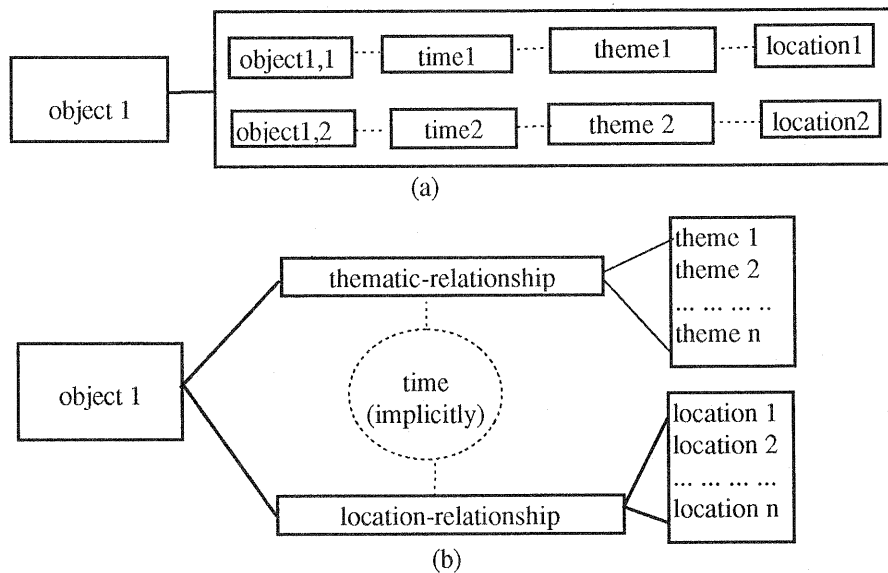 object 1
object1,1 time1 theme1 location1
object1,2 time2 theme 2 location2
(a)
thematic-relationship
theme 1
theme 2
... ... ... ..
theme n
object 1
time
(implicitly)
location 1
location 2
... ... ... ...
location n
location-relationship
(b)